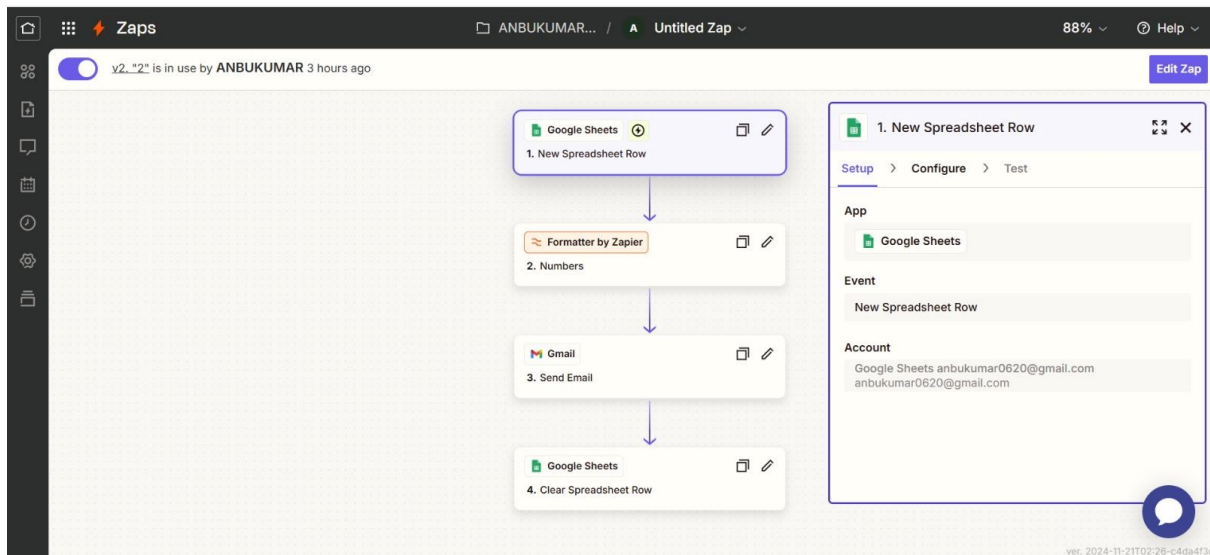 Zaps
ANBUKUMAR... / A Untitled Zap
88%
Help
v2. "2" is in use by ANBUKUMAR 3 hours ago
Edit Zap
Google Sheets
1. New Spreadsheet Row
Formatter by Zapier
2. Numbers
Gmail
3. Send Email
Google Sheets
4. Clear Spreadsheet Row
1. New Spreadsheet Row
Setup > Configure > Test
App
Google Sheets
Event
New Spreadsheet Row
Account
Google Sheets anbukumar0620@gmail.com
anbukumar0620@gmail.com
ver. 2024-11-21T02:26-c4da4f3